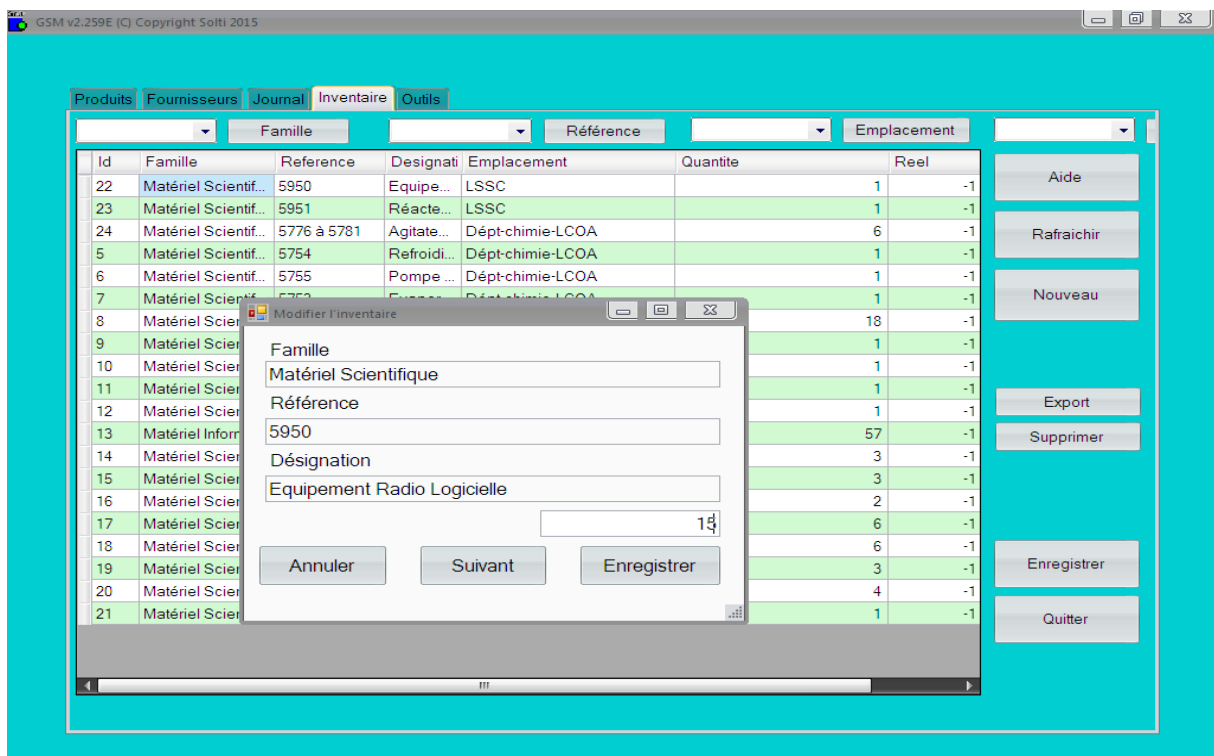 GSM v2.259E (C) Copyright Solti 2015
Produits Fournisseurs Journal Inventaire Outils
Famille Référence Emplacement
Id Famille Reference Designati Emplacement Quantite Reel
22 Matériel Scientif... 5950 Equipe... LSSC 1 -1
23 Matériel Scientif... 5951 Réacte... LSSC 1 -1
24 Matériel Scientif... 5776 à 5781 Agitate... Dépt-chimie-LCOA 6 -1
5 Matériel Scientif... 5754 Refroidi... Dépt-chimie-LCOA 1 -1
6 Matériel Scientif... 5755 Pompe ... Dépt-chimie-LCOA 1 -1
7 1 -1
8 Matériel Scier 18 -1
9 Matériel Scier 1 -1
10 Matériel Scier 1 -1
11 Matériel Scier 1 -1
12 Matériel Scier 1 -1
13 Matériel Inforr 57 -1
14 Matériel Scier 3 -1
15 Matériel Scier 3 -1
16 Matériel Scier 2 -1
17 Matériel Scier 6 -1
18 Matériel Scier 6 -1
19 Matériel Scier 3 -1
20 Matériel Scier 4 -1
21 Matériel Scier 1 -1
Modifier l'inventaire
Famille
Matériel Scientifique
Référence
5950
Désignation
Equipement Radio Logicielle
15
Annuler Suivant Enregistrer
Aide
Rafraichir
Nouveau
Export
Supprimer
Enregistrer
Quitter